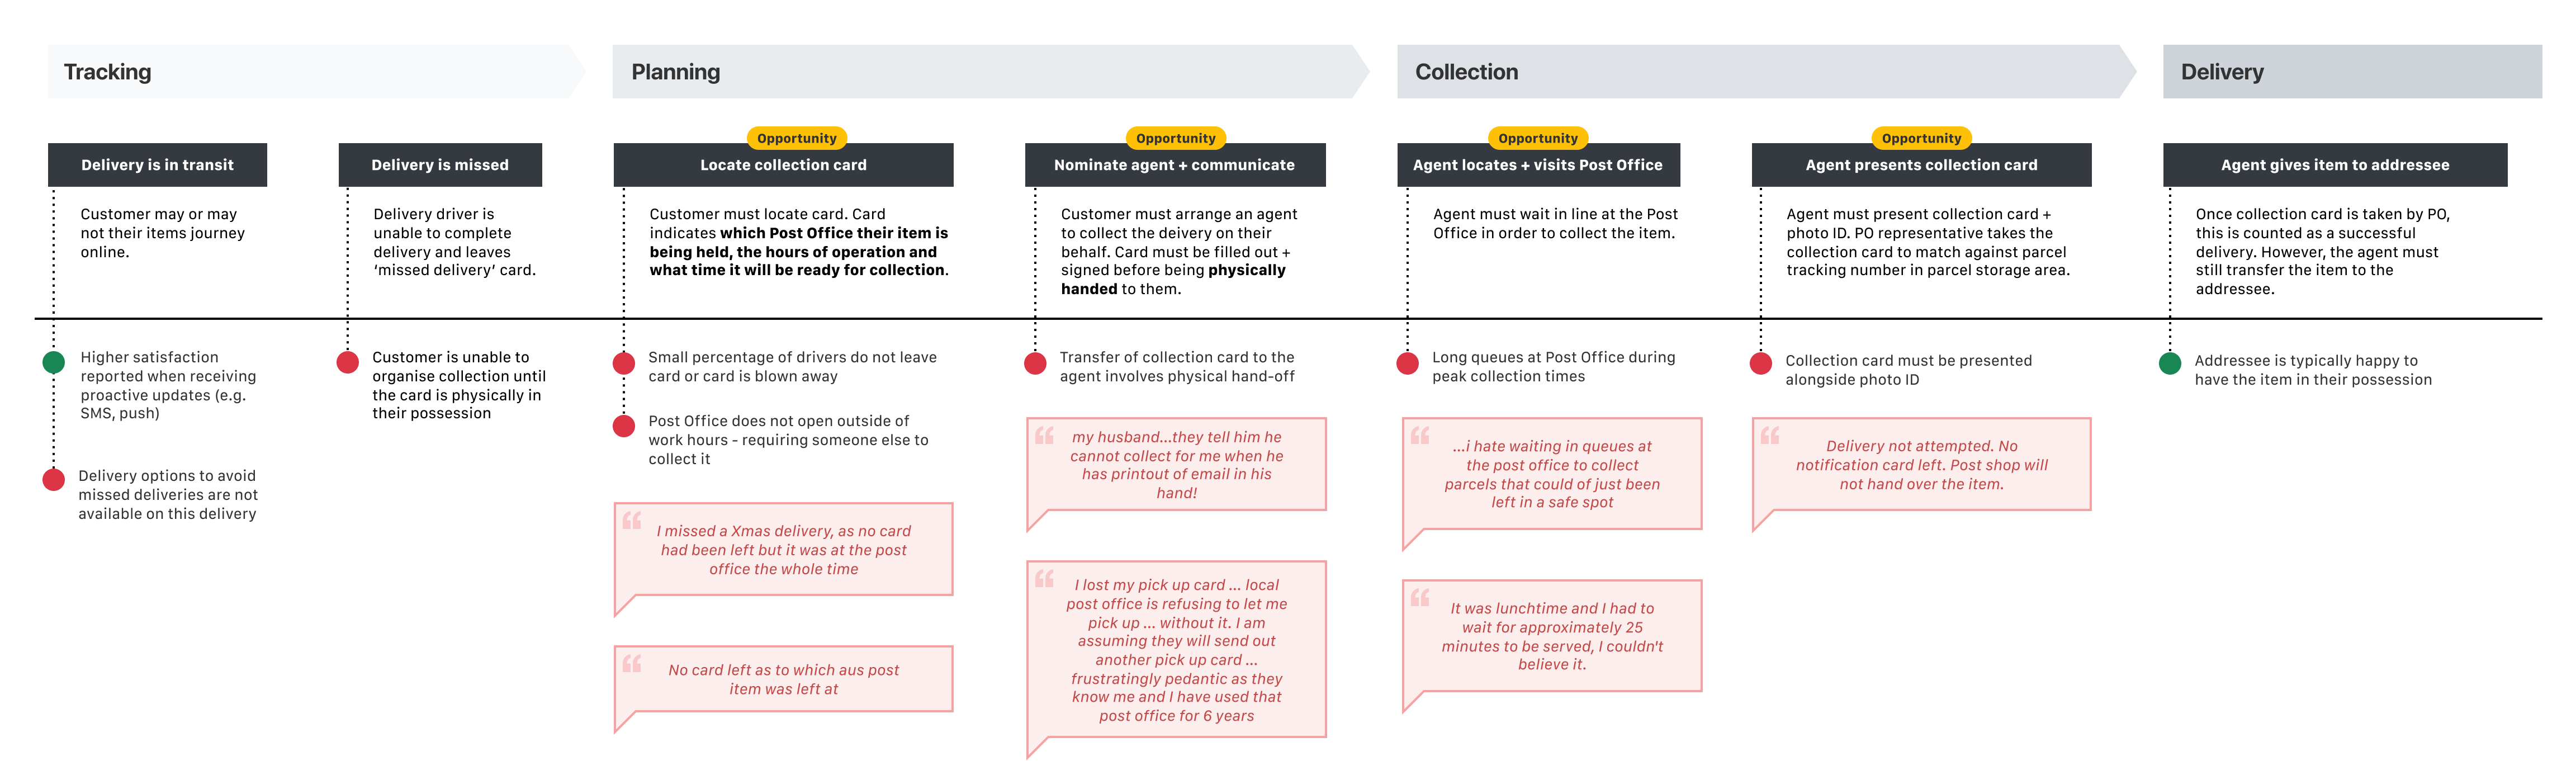 Tracking
Planning
Collection
Delivery
Delivery is in transit
Customer may or may
not their items journey
online.
Higher satisfaction
reported when receiving
proactive updates (e.g.
SMS, push)
Delivery options to avoid
missed deliveries are not
available on this delivery
Delivery is missed
Delivery driver is
unable to complete
delivery and leaves
‘missed delivery’ card.
Customer is unable to
organise collection until
the card is physically in
their possession
Opportunity
Locate collection card
Customer must locate card. Card
indicates which Post Office their item is
being held, the hours of operation and
what time it will be ready for collection.
Small percentage of drivers do not leave
card or card is blown away
Post Office does not open outside of
work hours - requiring someone else to
collect it
“
I missed a Xmas delivery, as no card
had been left but it was at the post
office the whole time
“
No card left as to which aus post
item was left at
Opportunity
Nominate agent + communicate
Customer must arrange an agent
to collect the deivery on their
behalf. Card must be filled out +
signed before being physically
handed to them.
Transfer of collection card to the
agent involves physical hand-off
“
my husband...they tell him he
cannot collect for me when he
has printout of email in his
hand!
“
I lost my pick up card ... local
post office is refusing to let me
pick up ... without it. I am
assuming they will send out
another pick up card ...
frustratingly pedantic as they
know me and I have used that
post office for 6 years
Opportunity
Agent locates + visits Post Office
Agent must wait in line at the Post
Office in order to collect the item.
Long queues at Post Office during
peak collection times
“
...i hate waiting in queues at
the post office to collect
parcels that could of just been
left in a safe spot
“
It was lunchtime and I had to
wait for approximately 25
minutes to be served, I couldn't
believe it.
Opportunity
Agent presents collection card
Agent must present collection card +
photo ID. PO representative takes the
collection card to match against parcel
tracking number in parcel storage area.
Collection card must be presented
alongside photo ID
“
Delivery not attempted. No
notification card left. Post shop will
not hand over the item.
Agent gives item to addressee
Once collection card is taken by PO,
this is counted as a successful
delivery. However, the agent must
still transfer the item to the
addressee.
Addressee is typically happy to
have the item in their possession